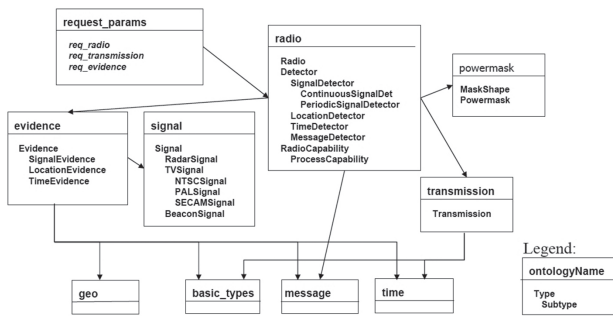 request_params
req_radio
req_transmission
req_evidence
radio
Radio
Detector
SignalDetector
ContinuousSignalDet
PeriodicSignalDetector
LocationDetector
TimeDetector
MessageDetector
RadioCapability
ProcessCapability
powermask
MaskShape
Powermask
evidence
Evidence
SignalEvidence
LocationEvidence
TimeEvidence
signal
Signal
RadarSignal
TVSignal
NTSCSignal
PALSignal
SECAMSignal
BeaconSignal
transmission
Transmission
geo
basic_types
message
time
Legend:
ontologyName
Type
Subtype